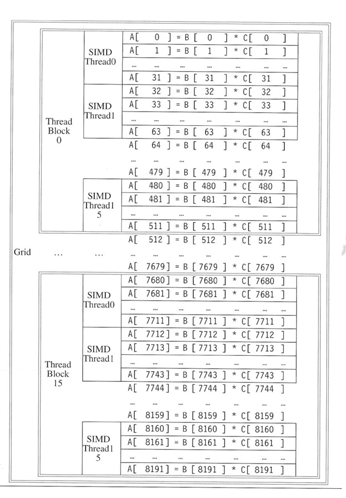 A[ 0 ] = B [ 0 ] * C[ 0 ]
SIMD Thread0
A[ 1 ] = B [ 1 ] * C[ 1 ]
... ... ... ...
A[ 31 ] = B [ 31 ] * C[ 31 ]
SIMD Thread1
A[ 32 ] = B [ 32 ] * C[ 32 ]
A[ 33 ] = B [ 33 ] * C[ 33 ]
... ... ... ...
Thread Block 0
A[ 63 ] = B [ 63 ] * C[ 63 ]
A[ 64 ] = B [ 64 ] * C[ 64 ]
... ... ... ...
A[ 479 ] = B [ 479 ] * C[ 479 ]
SIMD Thread1 5
A[ 480 ] = B [ 480 ] * C[ 480 ]
A[ 481 ] = B [ 481 ] * C[ 481 ]
... ... ... ...
A[ 511 ] = B [ 511 ] * C[ 511 ]
A[ 512 ] = B [ 512 ] * C[ 512 ]
Grid ... ... ... ... ...
A[ 7679 ] = B [ 7679 ] * C[ 7679 ]
SIMD Thread0
A[ 7680 ] = B [ 7680 ] * C[ 7680 ]
A[ 7681 ] = B [ 7681 ] * C[ 7681 ]
... ... ... ...
A[ 7711 ] = B [ 7711 ] * C[ 7711 ]
SIMD Thread1
A[ 7712 ] = B [ 7712 ] * C[ 7712 ]
A[ 7713 ] = B [ 7713 ] * C[ 7713 ]
... ... ... ...
Thread Block 15
A[ 7743 ] = B [ 7743 ] * C[ 7743 ]
A[ 7744 ] = B [ 7744 ] * C[ 7744 ]
... ... ... ...
A[ 8159 ] = B [ 8159 ] * C[ 8159 ]
SIMD Thread1 5
A[ 8160 ] = B [ 8160 ] * C[ 8160 ]
A[ 8161 ] = B [ 8161 ] * C[ 8161 ]
... ... ... ...
A[ 8191 ] = B [ 8191 ] * C[ 8191 ]